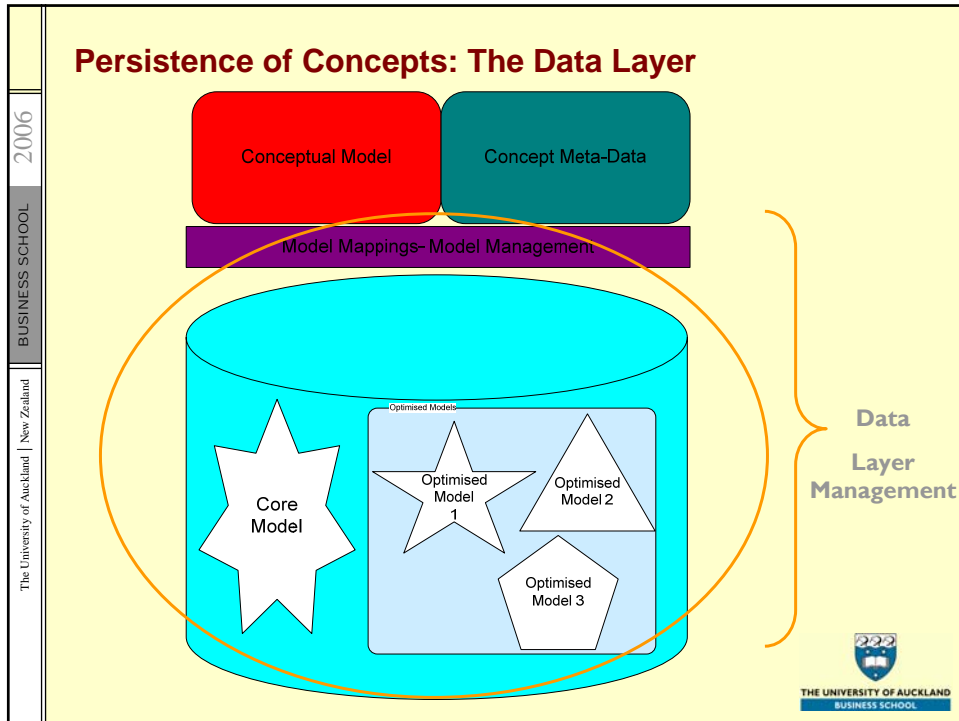 Persistence of Concepts: The Data Layer
2006
BUSINESS SCHOOL
The University of Auckland | New Zealand
Conceptual Model
Concept Meta-Data
Model Mappings- Model Management
Core
Model
Optimised Models
Optimised
Model
1
Optimised
Model 2
Optimised
Model 3
Data
Layer
Management
THE UNIVERSITY OF AUCKLAND
BUSINESS SCHOOL